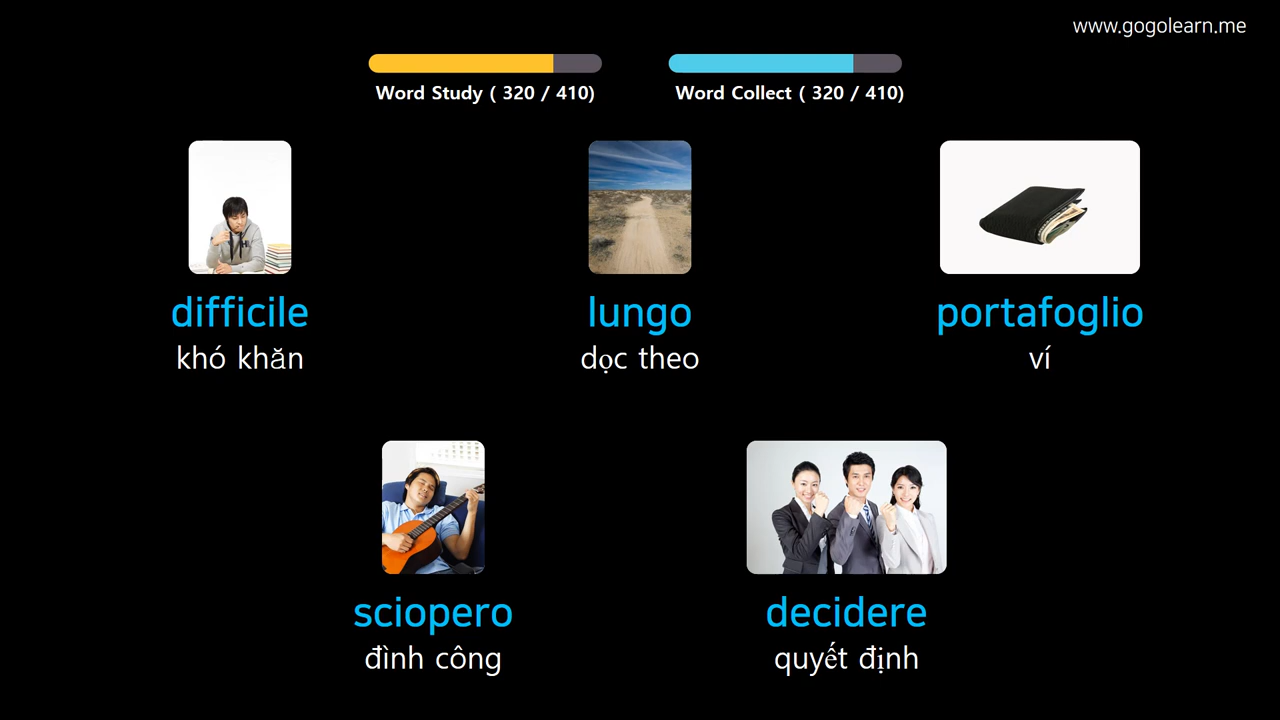 www.gogolearn.me
Word Study ( 320 / 410)
Word Collect ( 320 / 410)
difficile
khó khăn
lungo
dọc theo
portafoglio
ví
sciopero
đình công
decidere
quyết định